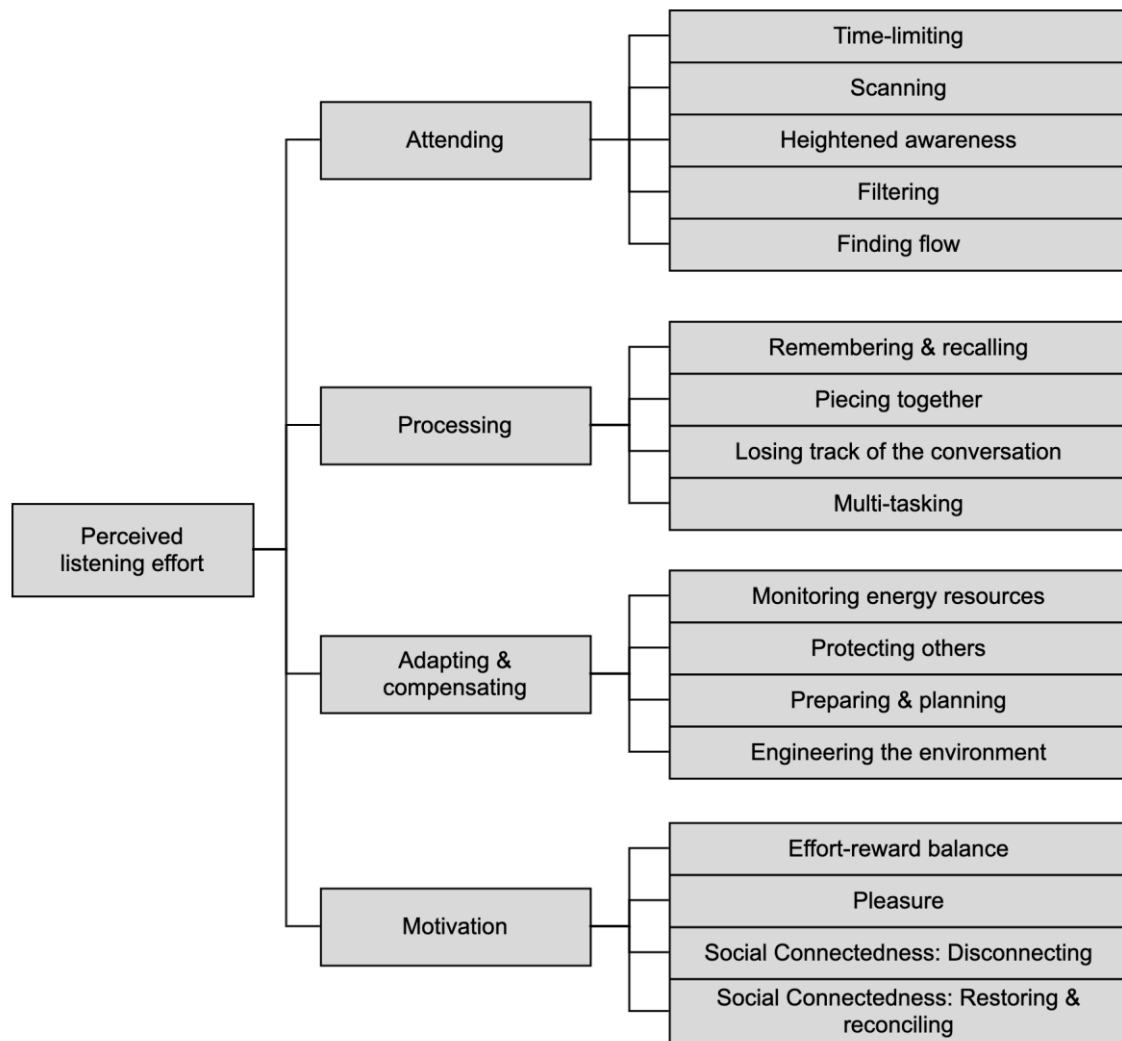 Time-limiting
Scanning
Attending
Heightened awareness
Filtering
Finding flow
Remembering & recalling
Piecing together
Processing
Losing track of the conversation
Multi-tasking
Perceived
listening effort
Monitoring energy resources
Protecting others
Adapting &
compensating
Preparing & planning
Engineering the environment
Effort-reward balance
Pleasure
Motivation
Social Connectedness: Disconnecting
Social Connectedness: Restoring &
reconciling